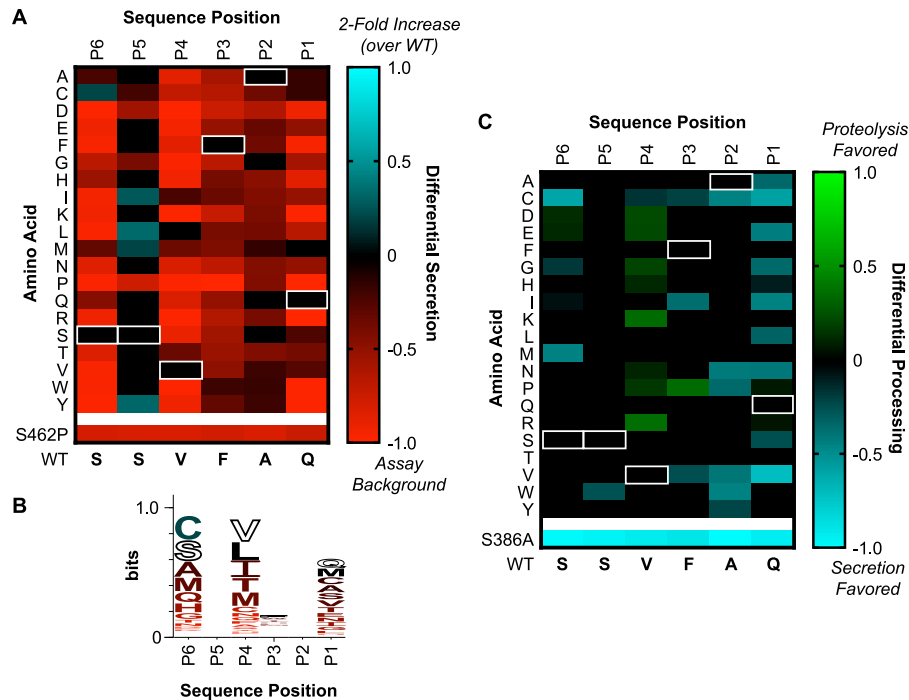 A
Sequence Position
2-Fold Increase
(over WT)
P6 P5 P4 P3 P2 P1
A
C
D
E
F
G
H
I
K
L
M
N
P
Q
R
S
T
V
W
Y
Amino Acid
S462P
WT S S V F A Q
1.0
0.5
0
-0.5
-1.0
Differential Secretion
Assay
Background
B
1.0
bits
0
C
S
A
M
Q
V
L
I
T
M
Q
M
C
A
S
V
P6 P5 P4 P3 P2 P1
Sequence Position
C
Sequence Position
Proteolysis
Favored
P6 P5 P4 P3 P2 P1
A
C
D
E
F
G
H
I
K
L
M
N
P
Q
R
S
T
V
W
Y
Amino Acid
S386A
WT S S V F A Q
1.0
0.5
0
-0.5
-1.0
Differential Processing
Secretion
Favored